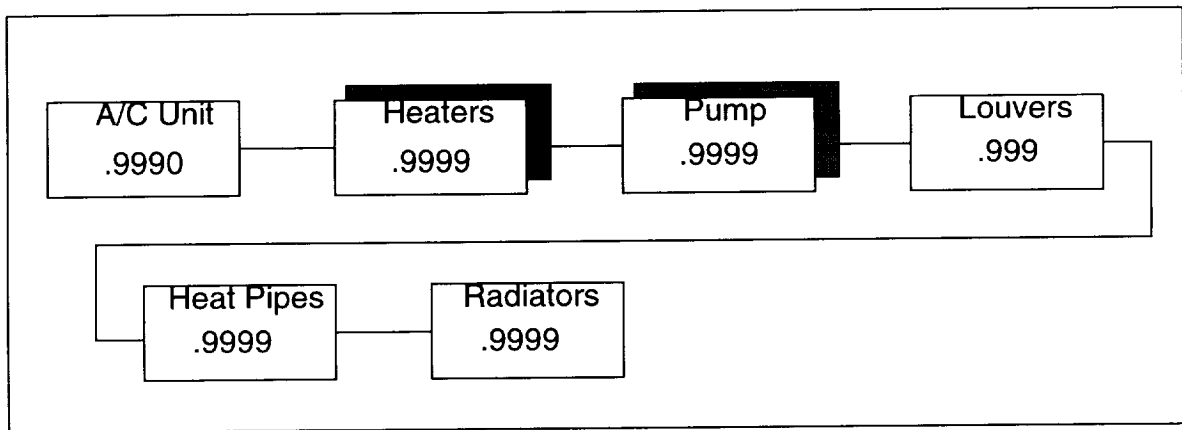 A/C Unit
.9990
Heaters
.9999
Pump
.9999
Louvers
.999
Heat Pipes
.9999
Radiators
.9999